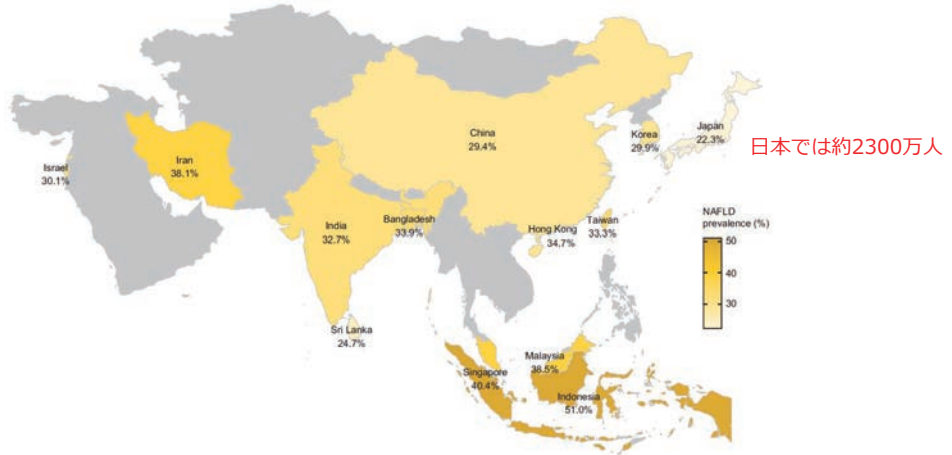 China
29.4%
Korea
29.9%
Japan
22.3%
日本では約2300万人
Israel
30.1%
Iran
38.1%
India
32.7%
Bangladesh
33.9%
Hong Kong
34.7%
Taiwan
33.3%
Sri Lanka
24.7%
Singapore
40.4%
Malaysia
38.5%
Indonesia
51.0%
NAFLD
prevalence (%)
50
40
30